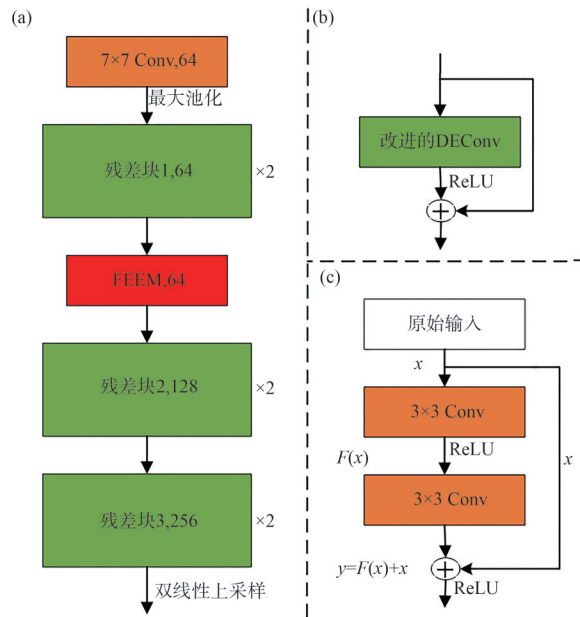 (a)
7×7 Conv,64
最大池化
残差块1,64
×2
FEEM,64
残差块2,128
×2
残差块3,256
×2
双线性上采样
(b)
改进的DEConv
ReLU
(c)
原始输入
x
3×3 Conv
ReLU
F(x)
x
3×3 Conv
y=F(x)+x
ReLU